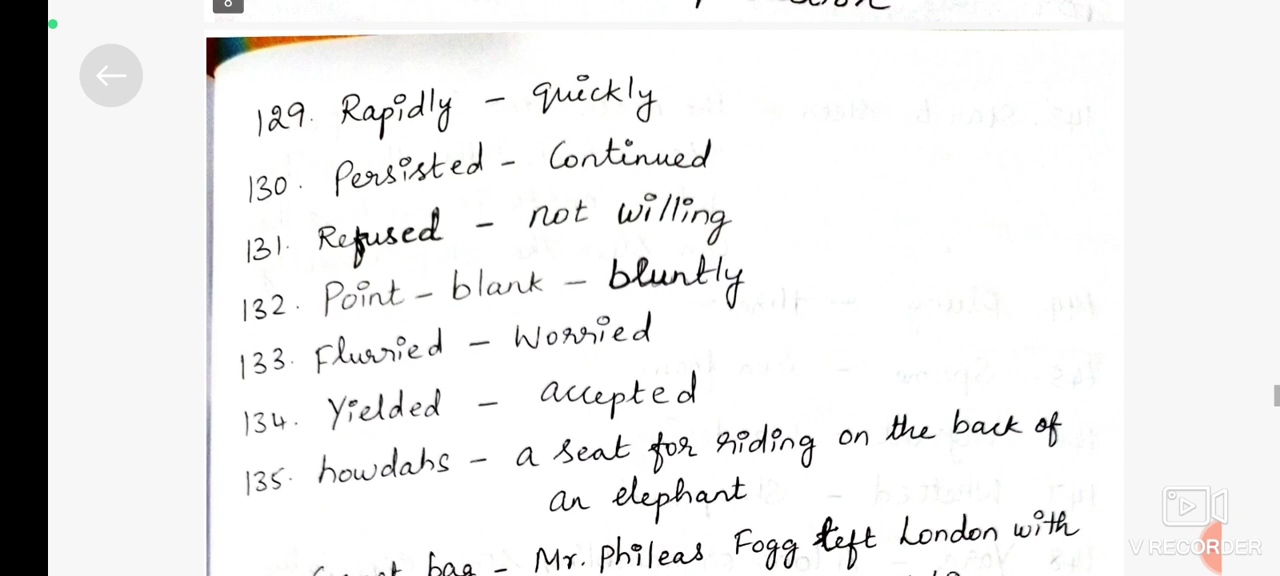 8
129. Rapidly - quickly
130. Persisted - Continued
131. Refused - not willing
132. Point - blank - bluntly
133. Flurried - Worried
134. Yielded - accepted
135. howdahs - a seat for riding on the back of
an elephant
bag - Mr. Phileas Fogg left London with
V RECORDER